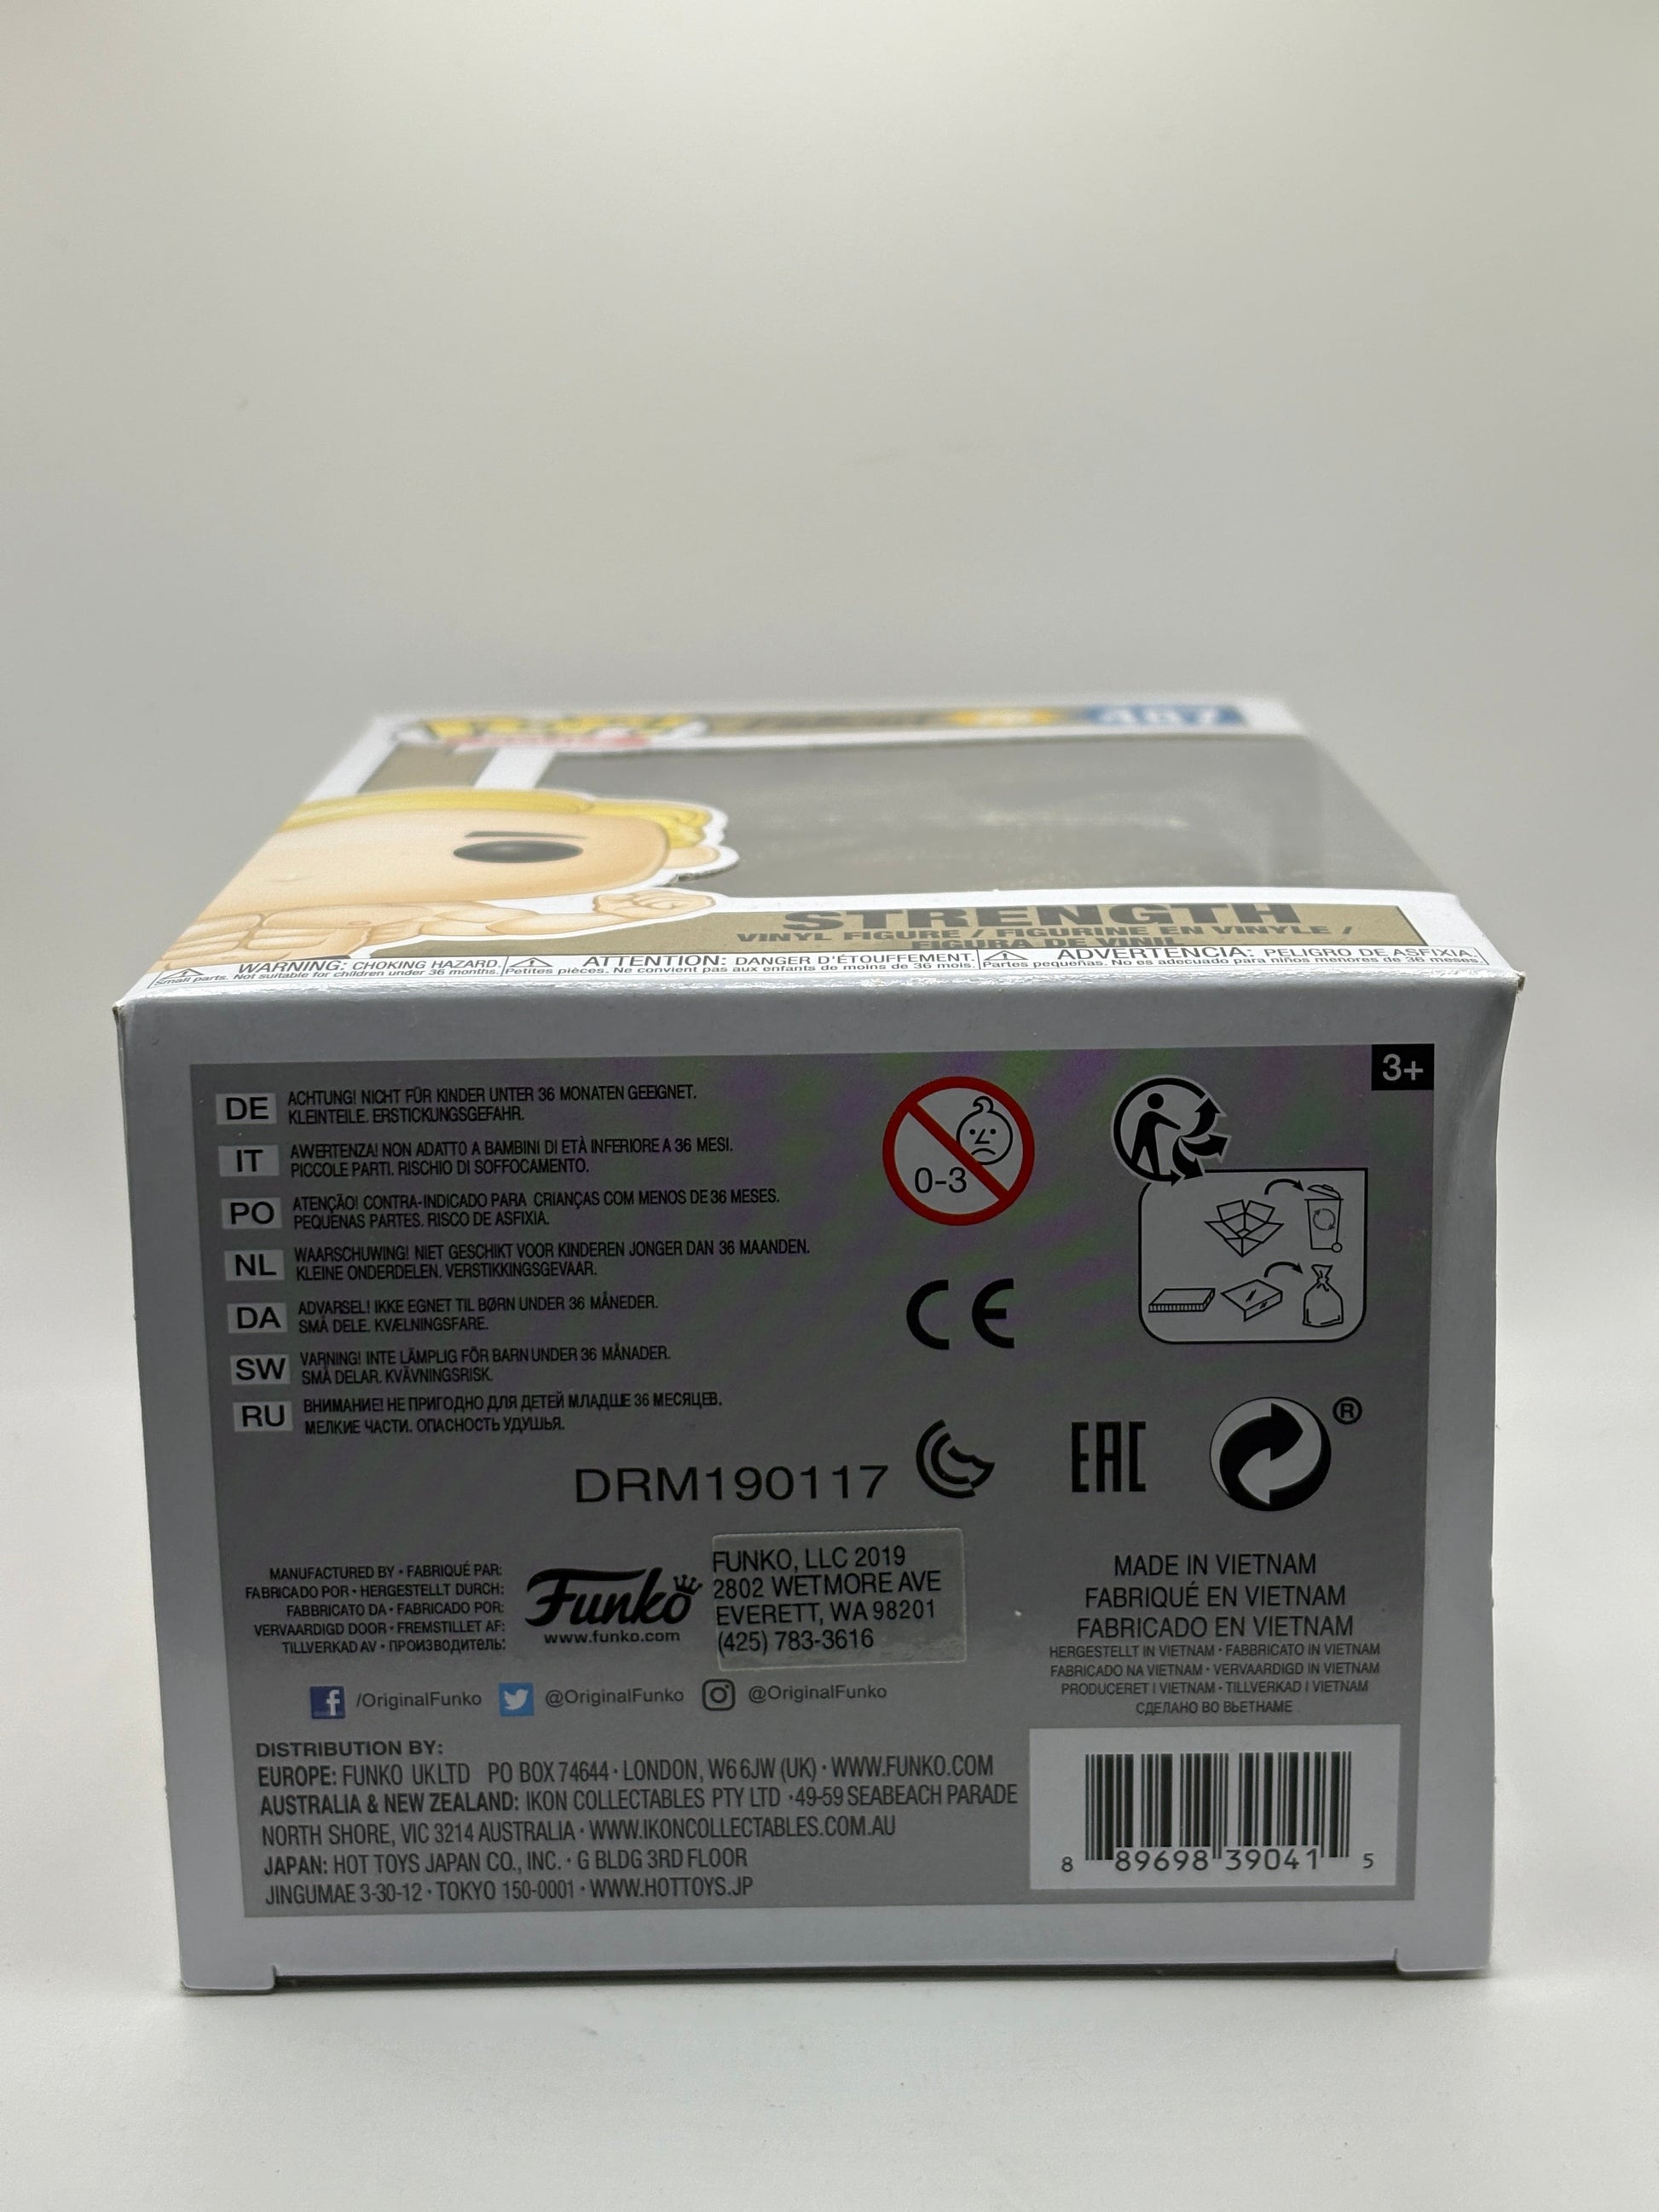 467
STRENGTH
VINYL FIGURE / FIGURINE EN VINYLE /
FIGURA DE VINIL
WARNING: CHOKING HAZARD.
Small parts. Not suitable for children under 36 months.
ATTENTION: DANGER D'ÉTOUFFEMENT.
Petites pièces. Ne convient pas aux enfants de moins de 36 mois.
ADVERTENCIA: PELIGRO DE ASFIXIA.
Partes pequeñas. No es adecuado para niños menores de 36 meses.
3+
DE ACHTUNG! NICHT FÜR KINDER UNTER 36 MONATEN GEEIGNET.
KLEINTEILE. ERSTICKUNGSGEFAHR.
IT AWERTENZA! NON ADATTO A BAMBINI DI ETÀ INFERIORE A 36 MESI.
PICCOLE PARTI. RISCHIO DI SOFFOCAMENTO.
PO ATENÇÃO! CONTRA-INDICADO PARA CRIANÇAS COM MENOS DE 36 MESES.
PEQUENAS PARTES. RISCO DE ASFIXIA.
NL WAARSCHUWING! NIET GESCHIKT VOOR KINDEREN JONGER DAN 36 MAANDEN.
KLEINE ONDERDELEN. VERSTIKKINGSGEVAAR.
DA ADVARSEL! IKKE EGNET TIL BØRN UNDER 36 MÅNEDER.
SMÅ DELE. KVÆLNINGSFARE.
SW VARNING! INTE LÄMPLIG FÖR BARN UNDER 36 MÅNADER.
SMÅ DELAR. KVÄVNINGSRISK.
RU ВНИМАНИЕ! НЕ ПРИГОДНО ДЛЯ ДЕТЕЙ МЛАДШЕ 36 МЕСЯЦЕВ.
МЕЛКИЕ ЧАСТИ. ОПАСНОСТЬ УДУШЬЯ.
0-3
CE
DRM190117
EAC
®
MANUFACTURED BY • FABRIQUÉ PAR:
FABRICADO POR • HERGESTELLT DURCH:
FABBRICATO DA • FABRICADO POR:
VERVAARDIGD DOOR • FREMSTILLET AF:
TILLVERKAD AV • ПРОИЗВОДИТЕЛЬ:
Funko
www.funko.com
FUNKO, LLC 2019
2802 WETMORE AVE
EVERETT, WA 98201
(425) 783-3616
MADE IN VIETNAM
FABRIQUÉ EN VIETNAM
FABRICADO EN VIETNAM
HERGESTELLT IN VIETNAM • FABBRICATO IN VIETNAM
FABRICADO NA VIETNAM • VERVAARDIGD IN VIETNAM
PRODUCERET I VIETNAM • TILLVERKAD I VIETNAM
СДЕЛАНО ВО ВЬЕТНАМЕ
/OriginalFunko @OriginalFunko @OriginalFunko
DISTRIBUTION BY:
EUROPE: FUNKO UK LTD PO BOX 74644 • LONDON, W6 6JW (UK) • WWW.FUNKO.COM
AUSTRALIA & NEW ZEALAND: IKON COLLECTABLES PTY LTD • 49-59 SEABEACH PARADE
NORTH SHORE, VIC 3214 AUSTRALIA • WWW.IKONCOLLECTABLES.COM.AU
JAPAN: HOT TOYS JAPAN CO., INC. • G BLDG 3RD FLOOR
JINGUMAE 3-30-12 • TOKYO 150-0001 • WWW.HOTTOYS.JP
8 89698 39041 5